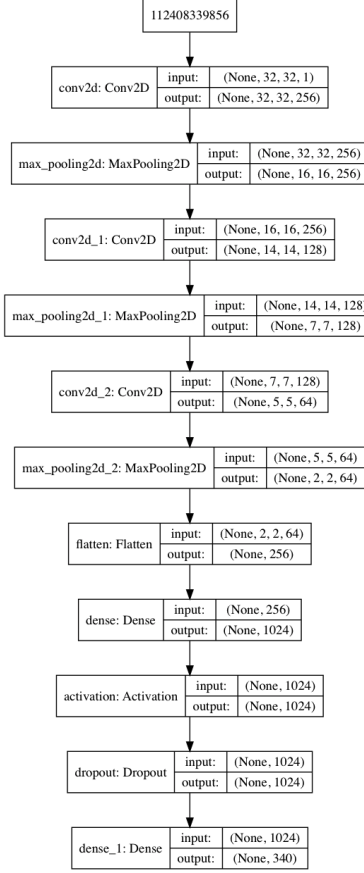 112408339856
conv2d: Conv2D
input: (None, 32, 32, 1)
output: (None, 32, 32, 256)
max_pooling2d: MaxPooling2D
input: (None, 32, 32, 256)
output: (None, 16, 16, 256)
conv2d_1: Conv2D
input: (None, 16, 16, 256)
output: (None, 14, 14, 128)
max_pooling2d_1: MaxPooling2D
input: (None, 14, 14, 128)
output: (None, 7, 7, 128)
conv2d_2: Conv2D
input: (None, 7, 7, 128)
output: (None, 5, 5, 64)
max_pooling2d_2: MaxPooling2D
input: (None, 5, 5, 64)
output: (None, 2, 2, 64)
flatten: Flatten
input: (None, 2, 2, 64)
output: (None, 256)
dense: Dense
input: (None, 256)
output: (None, 1024)
activation: Activation
input: (None, 1024)
output: (None, 1024)
dropout: Dropout
input: (None, 1024)
output: (None, 1024)
dense_1: Dense
input: (None, 1024)
output: (None, 340)